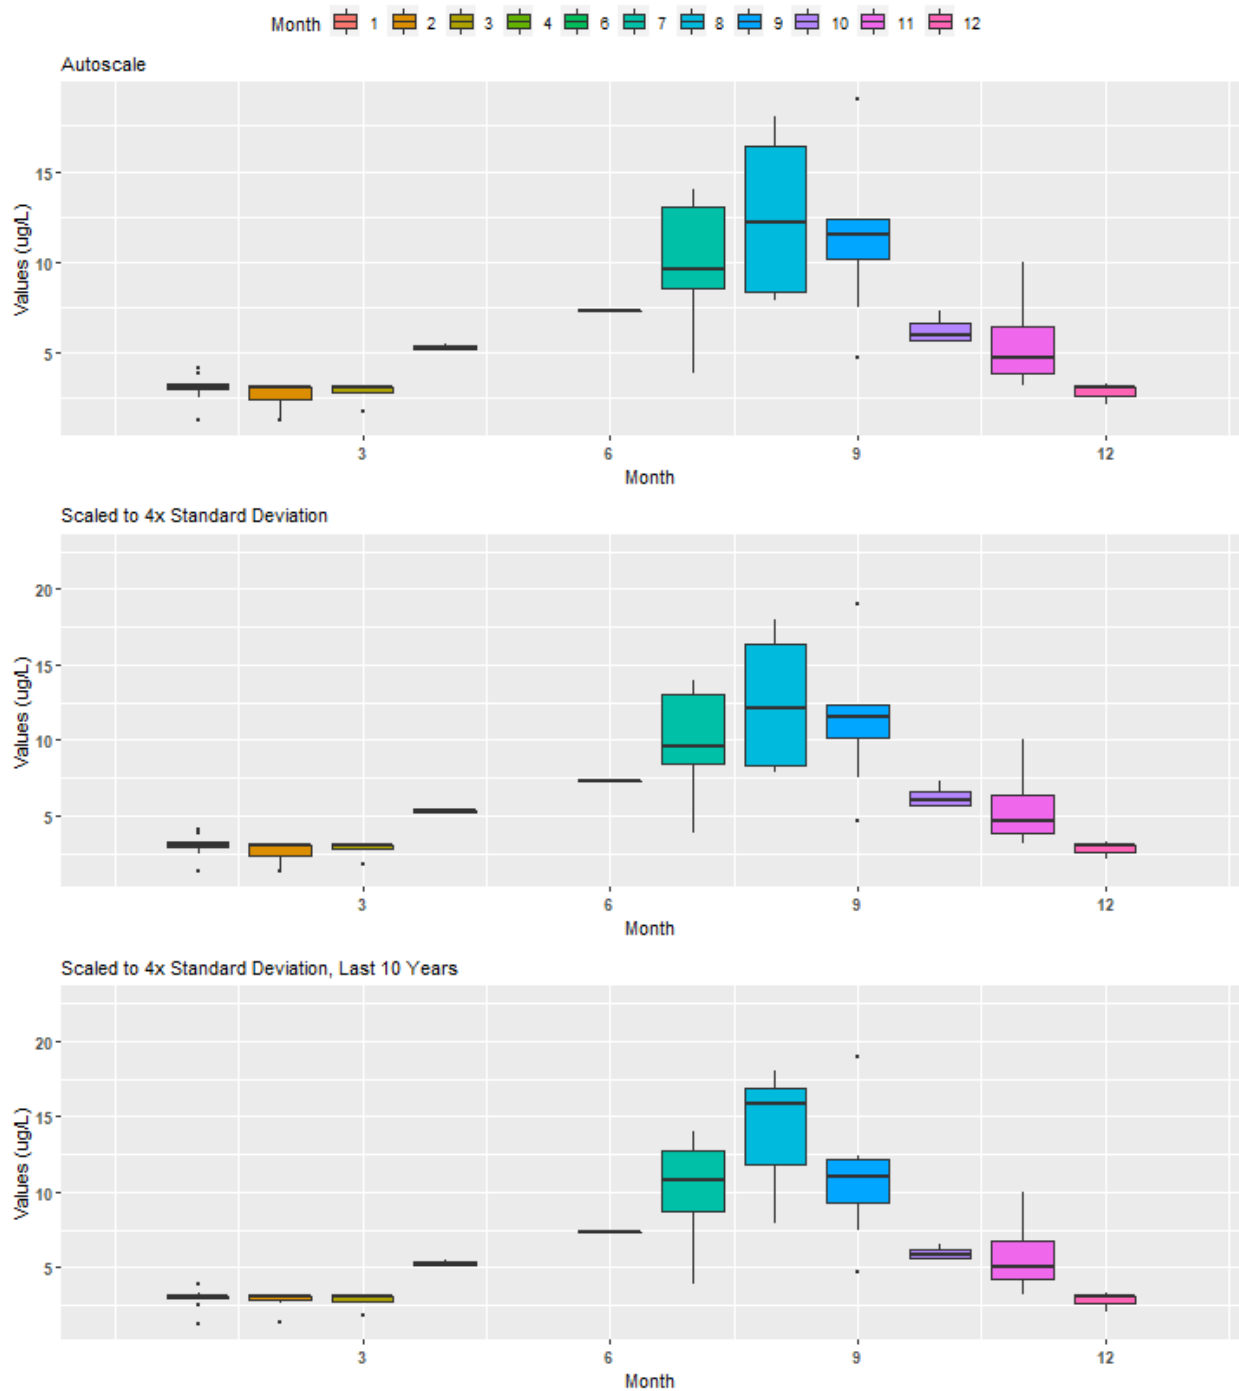 Month 1 2 3 4 6 7 8 9 10 11 12
Autoscale
15
10
5
Values (ug/L)
3 6 9 12
Month
Scaled to 4x Standard Deviation
20
15
10
5
Values (ug/L)
3 6 9 12
Month
Scaled to 4x Standard Deviation, Last 10 Years
20
15
10
5
Values (ug/L)
3 6 9 12
Month